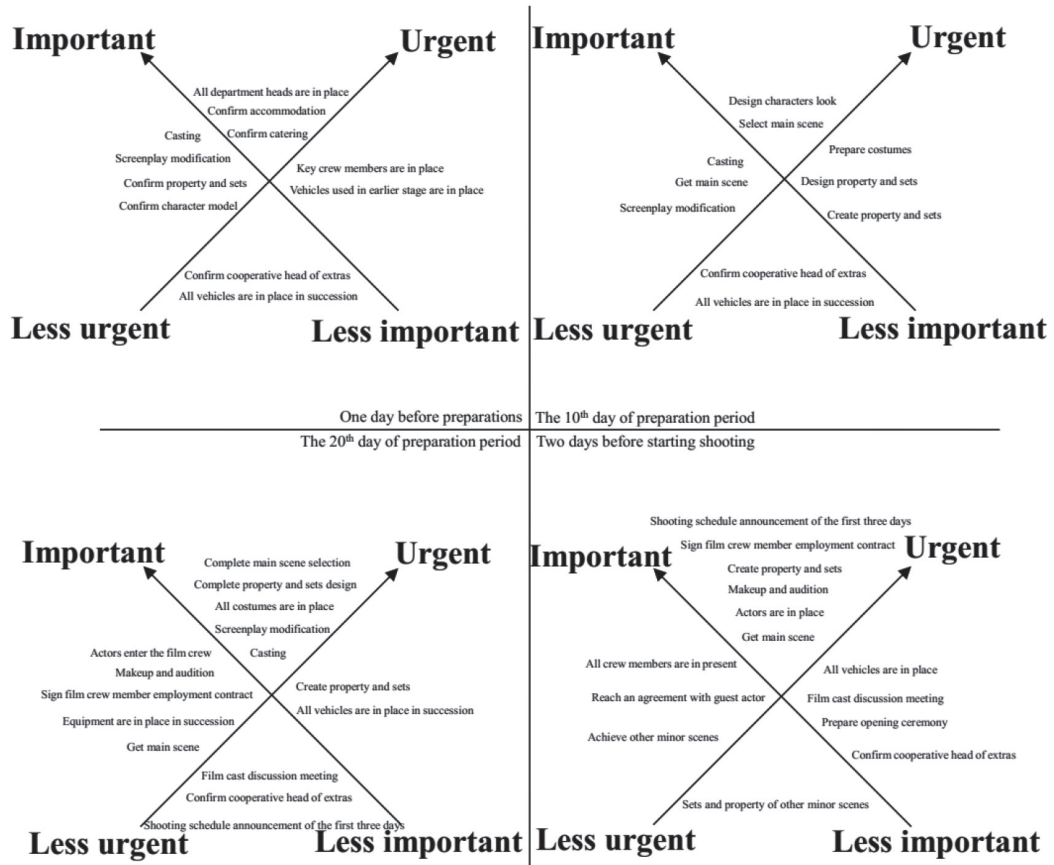 Important
Urgent
All department heads are in place
Confirm accommodation
Casting
Confirm catering
Screenplay modification
Key crew members are in place
Confirm property and sets
Vehicles used in earlier stage are in place
Confirm character model
Confirm cooperative head of extras
All vehicles are in place in succession
Less urgent
Less important
One day before preparations
Important
Urgent
Design characters look
Select main scene
Prepare costumes
Casting
Get main scene
Design property and sets
Screenplay modification
Create property and sets
Confirm cooperative head of extras
All vehicles are in place in succession
Less urgent
Less important
The 10th day of preparation period
The 20th day of preparation period
Important
Urgent
Complete main scene selection
Complete property and sets design
All costumes are in place
Screenplay modification
Actors enter the film crew
Casting
Makeup and audition
Sign film crew member employment contract
Create property and sets
All vehicles are in place in succession
Equipment are in place in succession
Get main scene
Film cast discussion meeting
Confirm cooperative head of extras
Shooting schedule announcement of the first three days
Less urgent
Less important
Two days before starting shooting
Shooting schedule announcement of the first three days
Important
Sign film crew member employment contract
Urgent
Create property and sets
Makeup and audition
Actors are in place
Get main scene
All crew members are in present
All vehicles are in place
Reach an agreement with guest actor
Film cast discussion meeting
Prepare opening ceremony
Achieve other minor scenes
Confirm cooperative head of extras
Sets and property of other minor scenes
Less urgent
Less important